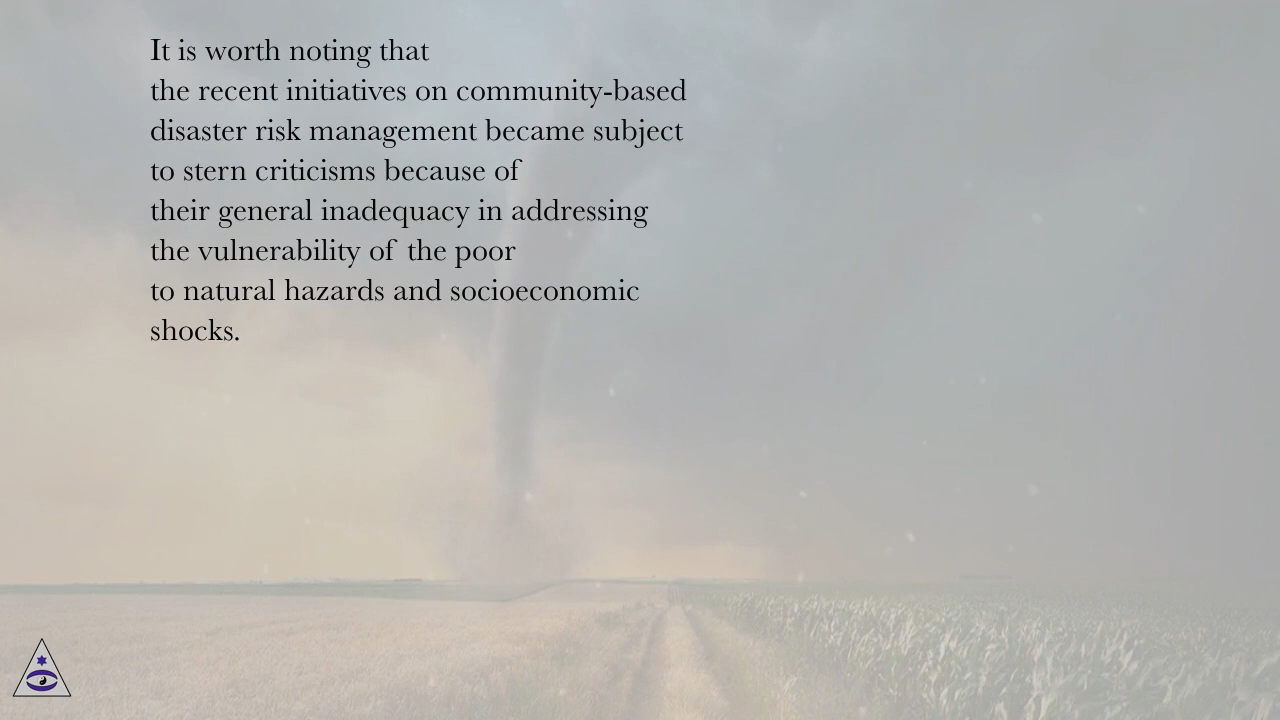 It is worth noting that
the recent initiatives on community-based
disaster risk management became subject
to stern criticisms because of
their general inadequacy in addressing
the vulnerability of the poor
to natural hazards and socioeconomic
shocks.